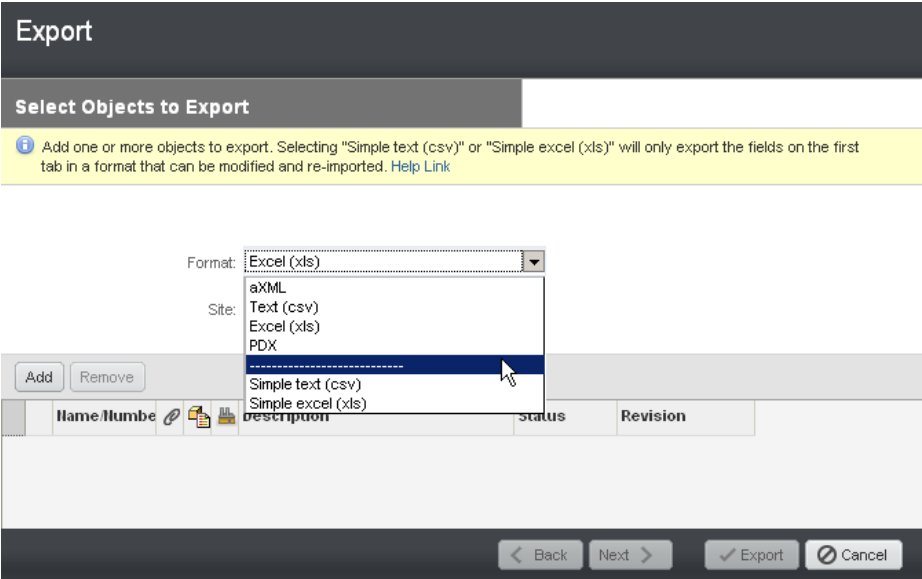 Export
Select Objects to Export
Add one or more objects to export. Selecting "Simple text (csv)" or "Simple excel (xls)" will only export the fields on the first
tab in a format that can be modified and re-imported. Help Link
Format: Excel (xls)
aXML
Text (csv)
Site:
Excel (xls)
PDX
----------------------------
Simple text (csv)
Simple excel (xls)
Add Remove
Name/Numbe Description Status Revision
Back Next Export Cancel